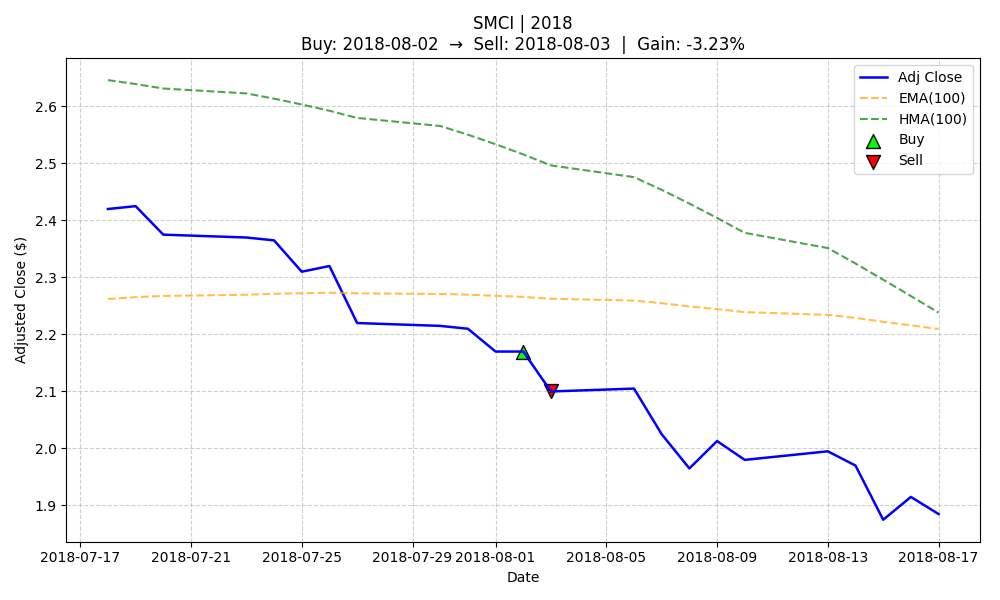 SMCI | 2018
Buy: 2018-08-02 → Sell: 2018-08-03 | Gain: -3.23%
Adj Close
EMA(100)
HMA(100)
Buy
Sell
Adjusted Close ($)
2.6
2.5
2.4
2.3
2.2
2.1
2.0
1.9
2018-07-17 2018-07-21 2018-07-25 2018-07-29 2018-08-01 2018-08-05 2018-08-09 2018-08-13 2018-08-17
Date